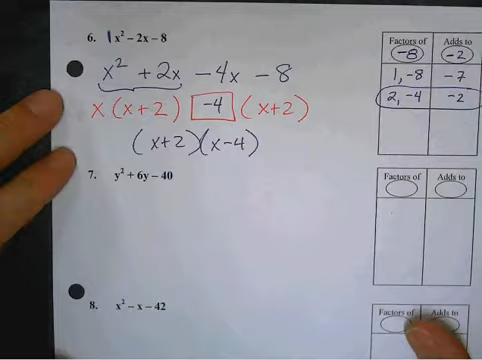 6. 1x² – 2x – 8
x² + 2x – 4x – 8
x (x+2) -4 (x+2)
(x+2)(x-4)
Factors of Adds to
-8 -2
1, -8 -7
2, -4 -2
7. y² + 6y – 40
Factors of Adds to
8. x² – x – 42
Factors of Adds to